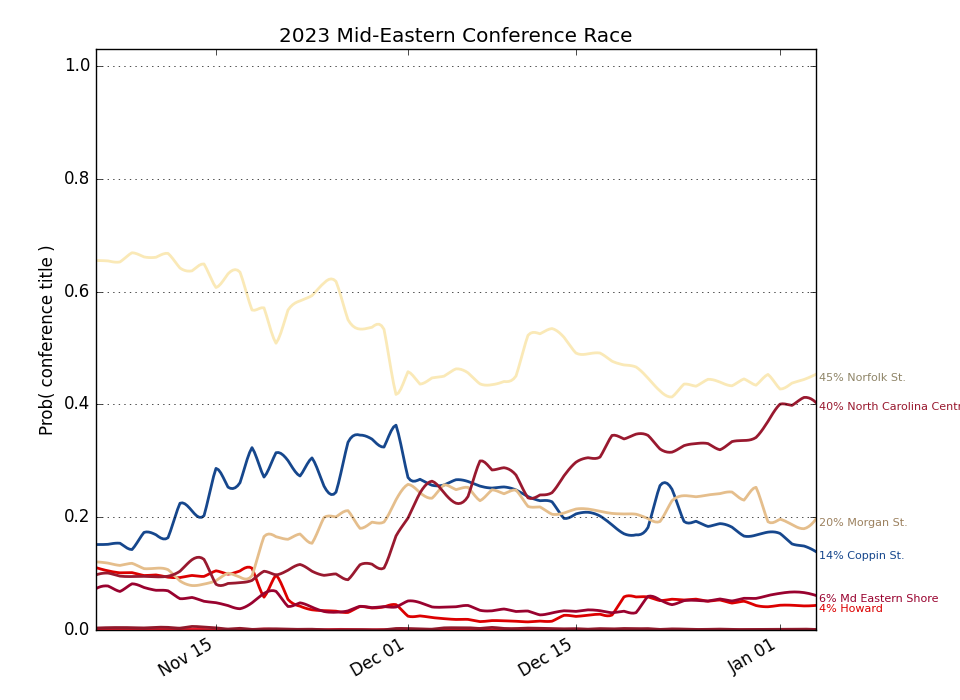 2023 Mid-Eastern Conference Race
Prob( conference title )
1.0
0.8
0.6
0.4
0.2
0.0
Nov 15
Dec 01
Dec 15
Jan 01
45% Norfolk St.
40% North Carolina Centr
20% Morgan St.
14% Coppin St.
6% Md Eastern Shore
4% Howard